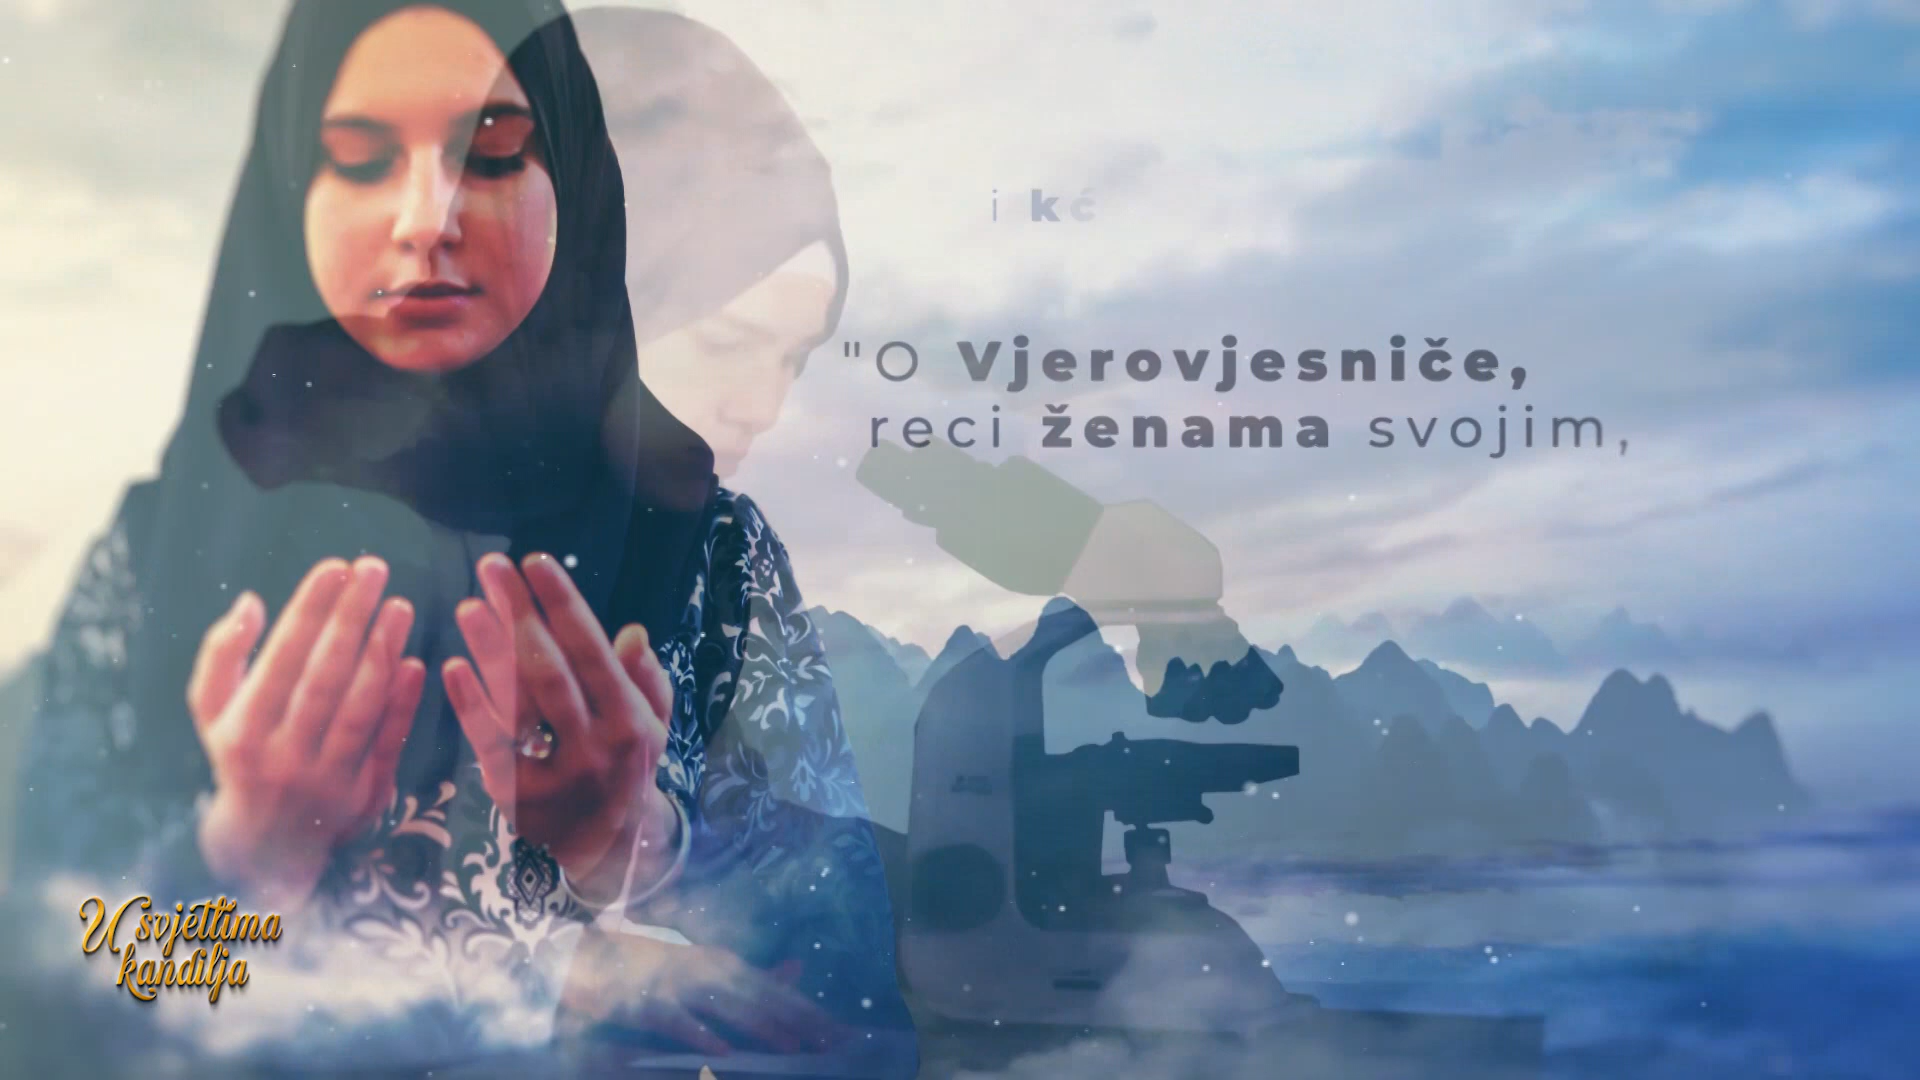 "O Vjerovjesniče,
reci ženama svojim,
U svjetlima
kandilja